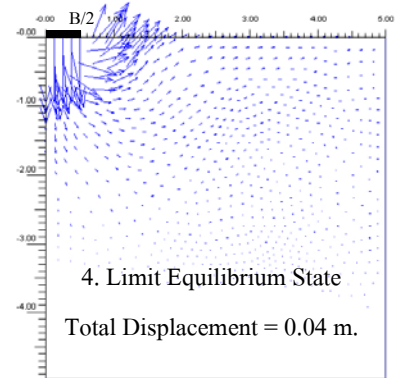 B/2
-0.00 1.00 2.00 3.00 4.00 5.00
-0.00
-1.00
-2.00
-3.00
-4.00
4. Limit Equilibrium State
Total Displacement = 0.04 m.